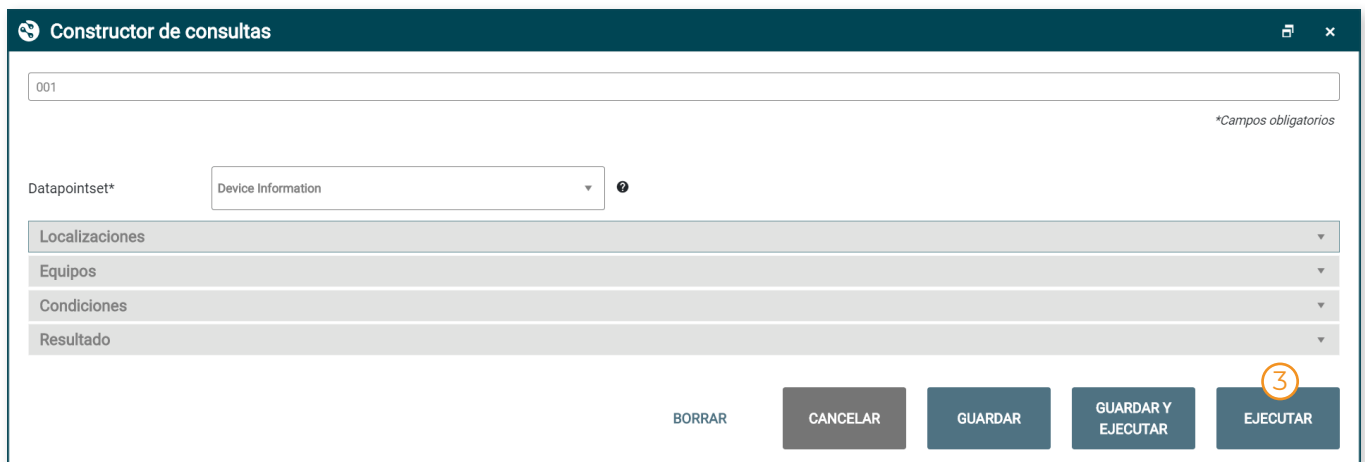 Constructor de consultas
001
*Campos obligatorios
Datapointset*
Device Information
Localizaciones
Equipos
Condiciones
Resultado
3
BORRAR
CANCELAR
GUARDAR
GUARDAR Y
EJECUTAR
EJECUTAR